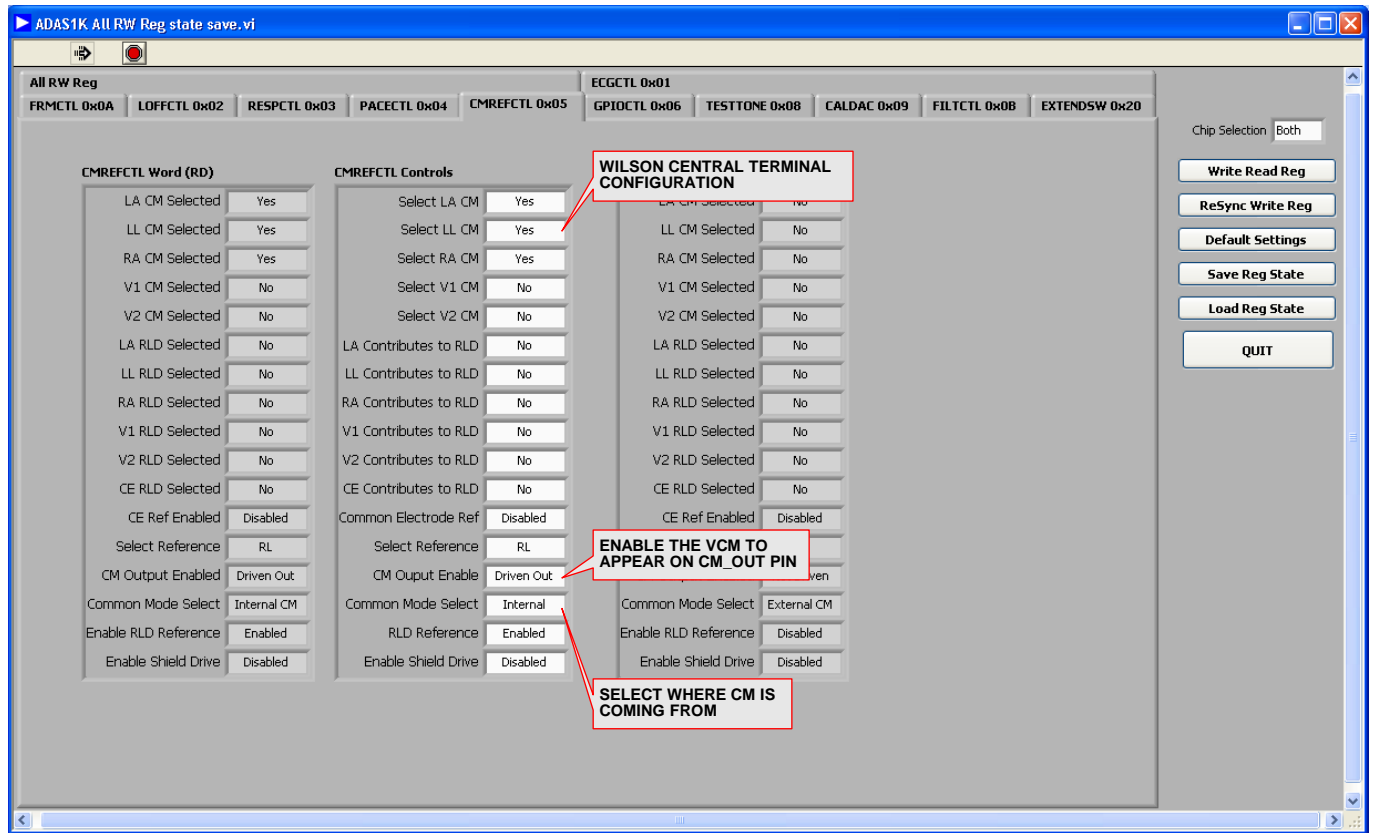 ADAS1K All RW Reg state save.vi
All RW Reg ECGCTL 0x01
FRMCTL 0x0A LOFFCTL 0x02 RESPCTL 0x03 PACECTL 0x04 CMREFCTL 0x05 GPIOCTL 0x06 TESTTONE 0x08 CALDAC 0x09 FILTCTL 0x0B EXTENDSW 0x20
CMREFCTL Word (RD)
LA CM Selected Yes
LL CM Selected Yes
RA CM Selected Yes
V1 CM Selected No
V2 CM Selected No
LA RLD Selected No
LL RLD Selected No
RA RLD Selected No
V1 RLD Selected No
V2 RLD Selected No
CE RLD Selected No
CE Ref Enabled Disabled
Select Reference RL
CM Output Enabled Driven Out
Common Mode Select Internal CM
Enable RLD Reference Enabled
Enable Shield Drive Disabled
CMREFCTL Controls
Select LA CM Yes
Select LL CM Yes
Select RA CM Yes
Select V1 CM No
Select V2 CM No
LA Contributes to RLD No
LL Contributes to RLD No
RA Contributes to RLD No
V1 Contributes to RLD No
V2 Contributes to RLD No
CE Contributes to RLD No
Common Electrode Ref Disabled
Select Reference RL
CM Ouput Enable Driven Out
Common Mode Select Internal
RLD Reference Enabled
Enable Shield Drive Disabled
WILSON CENTRAL TERMINAL
CONFIGURATION
LA CM Selected No
LL CM Selected No
RA CM Selected No
V1 CM Selected No
V2 CM Selected No
LA RLD Selected No
LL RLD Selected No
RA RLD Selected No
V1 RLD Selected No
V2 RLD Selected No
CE RLD Selected No
CE Ref Enabled Disabled
ENABLE THE VCM TO
APPEAR ON CM_OUT PIN
Common Mode Select External CM
Enable RLD Reference Disabled
Enable Shield Drive Disabled
SELECT WHERE CM IS
COMING FROM
Chip Selection Both
Write Read Reg
ReSync Write Reg
Default Settings
Save Reg State
Load Reg State
QUIT